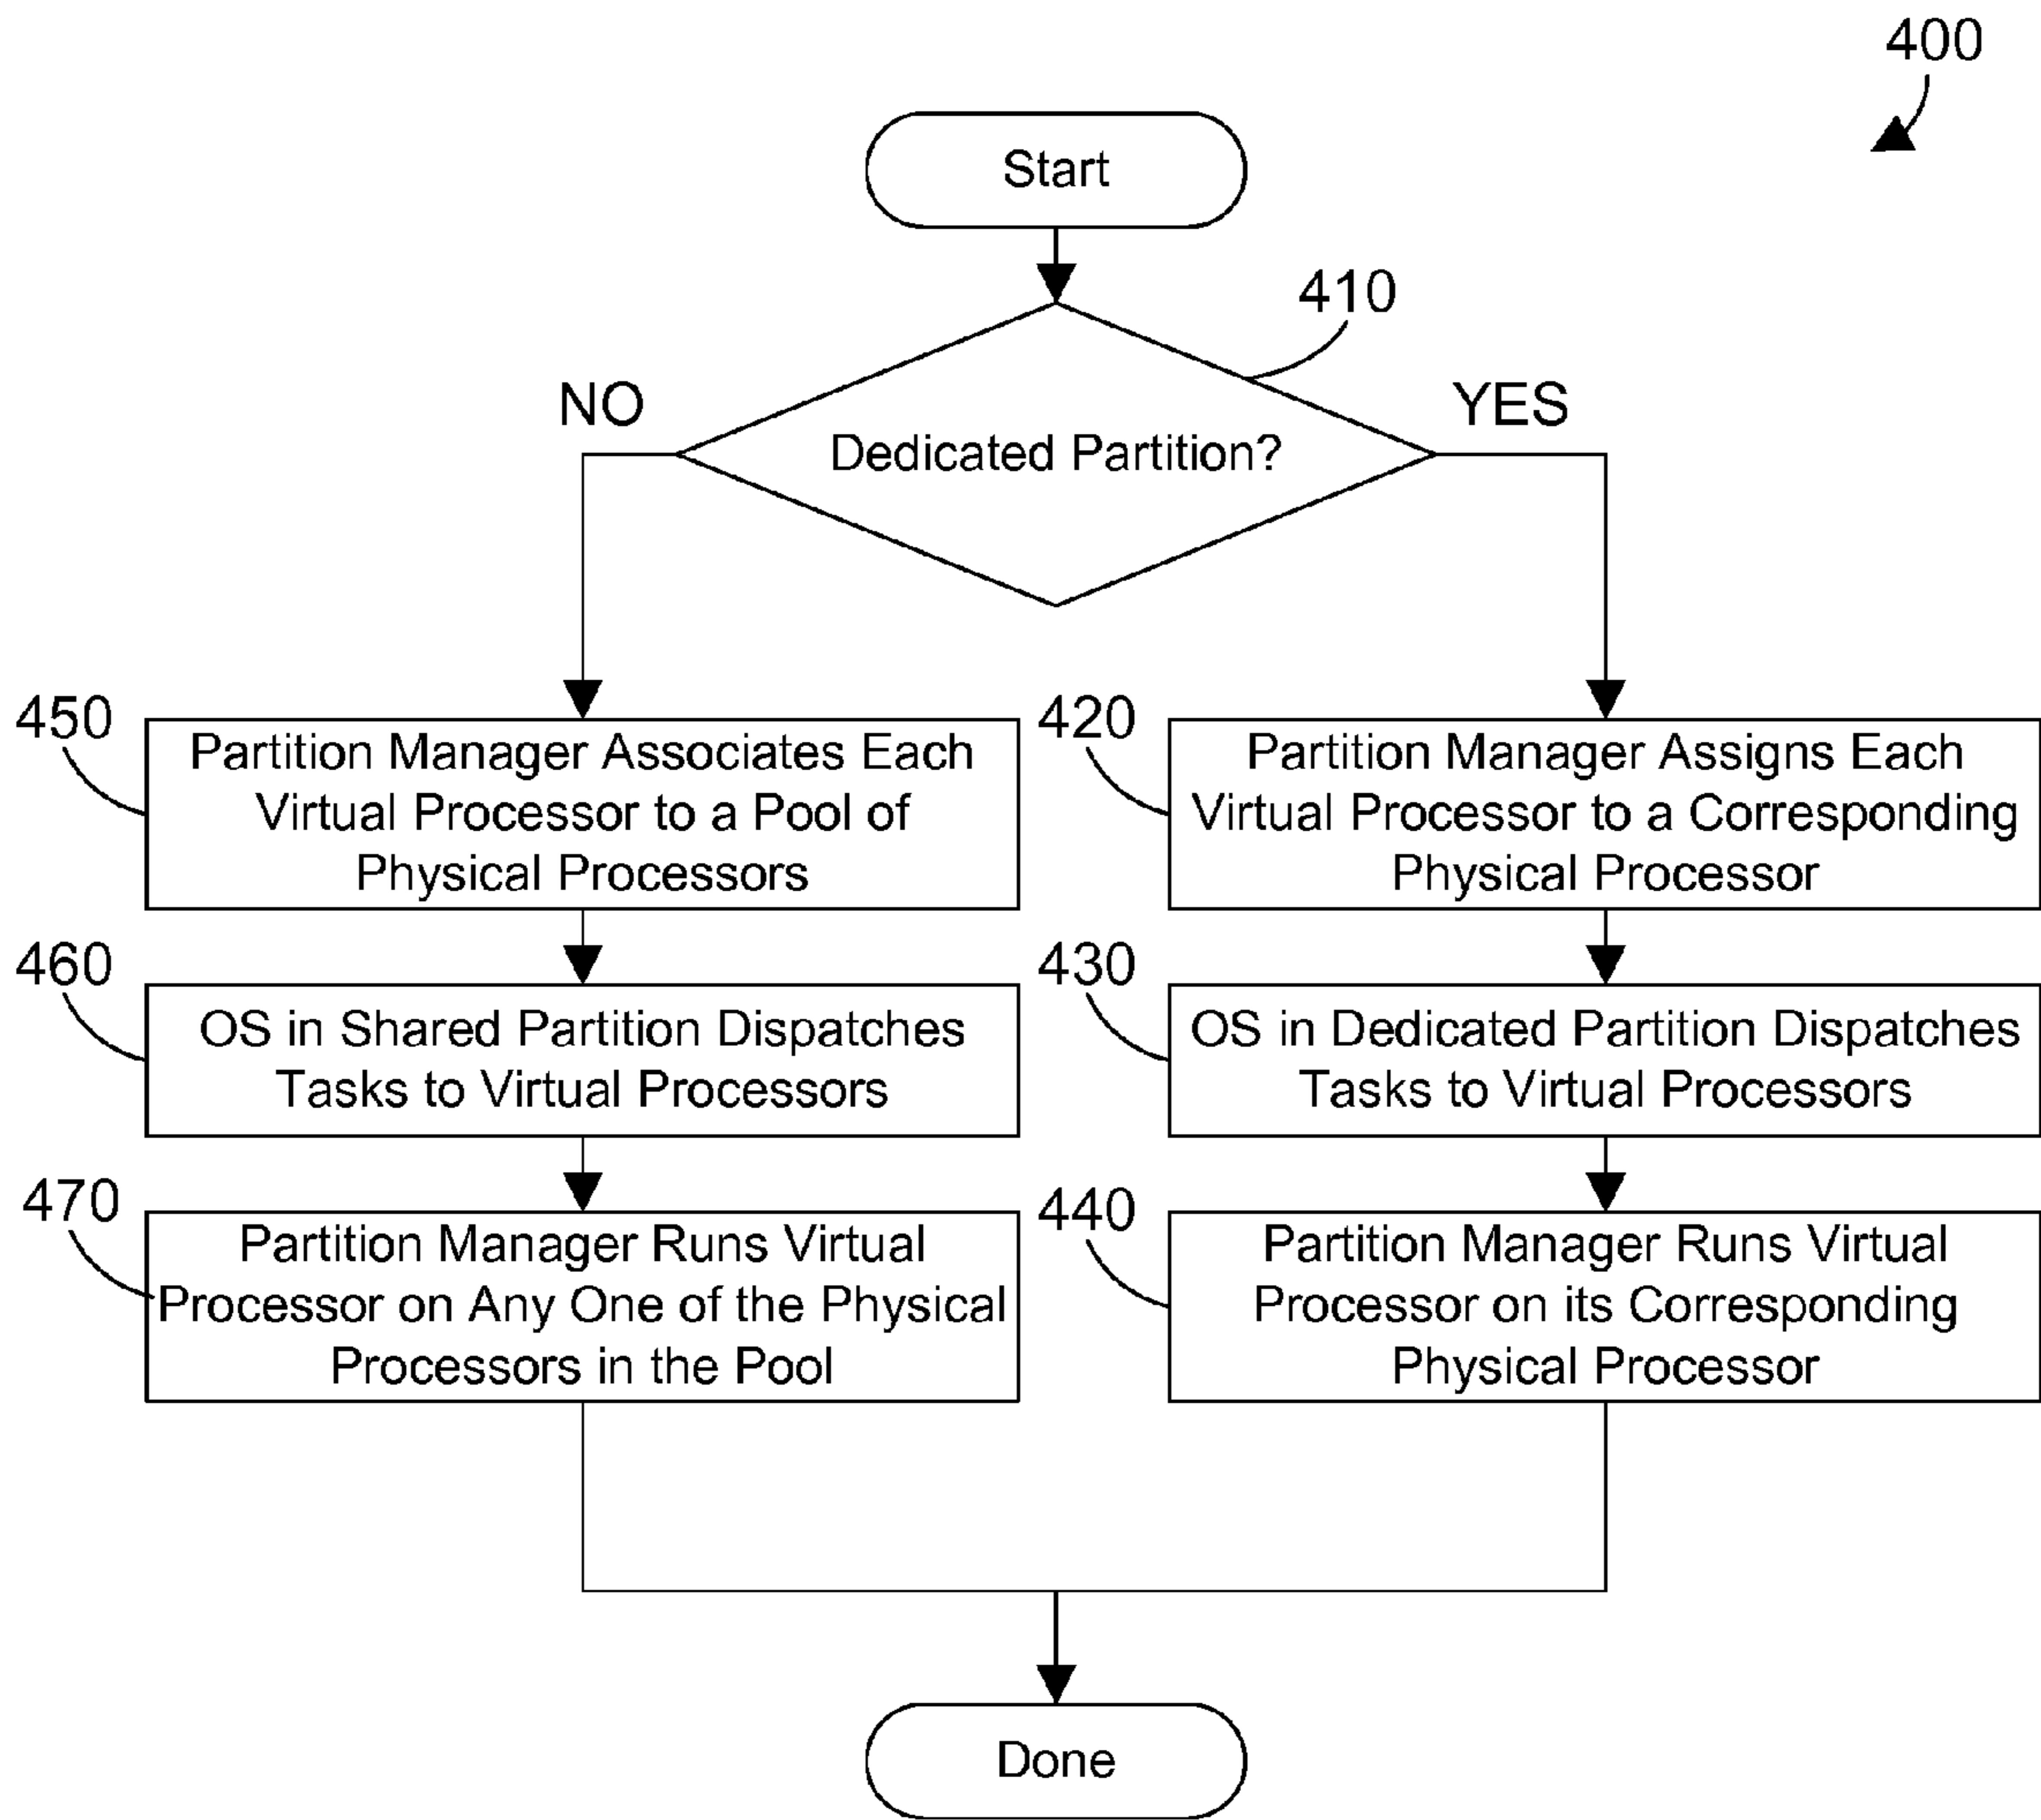 400
Start
410
NO
YES
Dedicated Partition?
450
Partition Manager Associates Each
Virtual Processor to a Pool of
Physical Processors
420
Partition Manager Assigns Each
Virtual Processor to a Corresponding
Physical Processor
460
OS in Shared Partition Dispatches
Tasks to Virtual Processors
430
OS in Dedicated Partition Dispatches
Tasks to Virtual Processors
470
Partition Manager Runs Virtual
Processor on Any One of the Physical
Processors in the Pool
440
Partition Manager Runs Virtual
Processor on its Corresponding
Physical Processor
Done